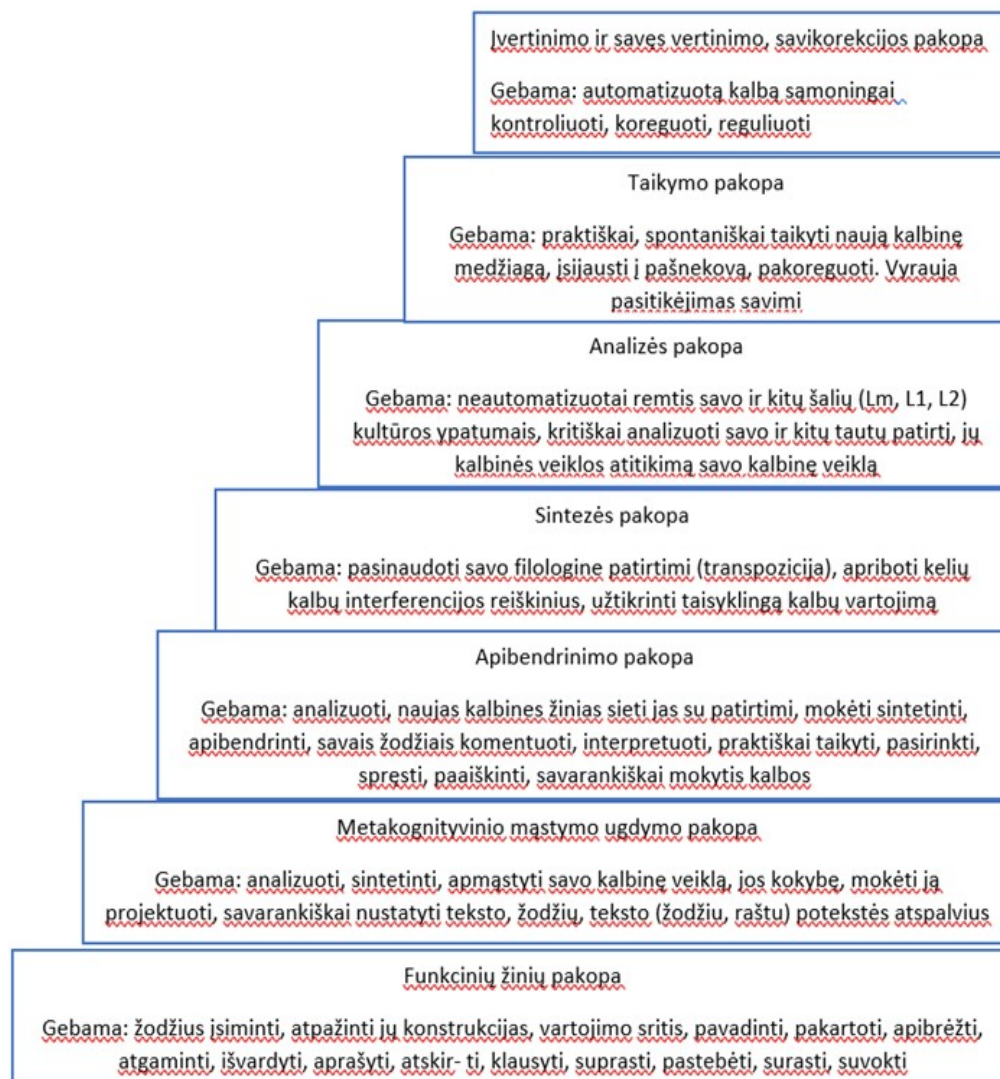 Įvertinimo ir savęs vertinimo, savikorekcijos pakopa
Gebama: automatizuotą kalbą sąmoningai
kontroliuoti, koreguoti, reguliuoti
Taikymo pakopa
Gebama: praktiškai, spontaniškai taikyti naują kalbinę
medžiagą, įsijausti į pašnekovą, pakoreguoti. Vyrauja
pasitikėjimas savimi
Analizės pakopa
Gebama: neautomatizuotai remtis savo ir kitų šalių (Lm, L1, L2)
kultūros ypatumais, kritiškai analizuoti savo ir kitų tautų patirtį, jų
kalbinės veiklos atitikimą savo kalbinę veiklą
Sintezės pakopa
Gebama: pasinaudoti savo filologine patirtimi (transpozicija), apriboti kelių
kalbų interferencijos reiškinius, užtikrinti taisyklingą kalbų vartojimą
Apibendrinimo pakopa
Gebama: analizuoti, naujas kalbines žinias sieti jas su patirtimi, mokėti sintetinti,
apibendrinti, savais žodžiais komentuoti, interpretuoti, praktiškai taikyti, pasirinkti,
spręsti, paaiškinti, savarankiškai mokytis kalbos
Metakognityvinio mąstymo ugdymo pakopa
Gebama: analizuoti, sintetinti, apmąstyti savo kalbinę veiklą, jos kokybę, mokėti ją
projektuoti, savarankiškai nustatyti teksto, žodžių, teksto (žodžiu, raštu) potekstės atspalvius
Funkcinių žinių pakopa
Gebama: žodžius įsiminti, atpažinti jų konstrukcijas, vartojimo sritis, pavadinti, pakartoti, apibrėžti,
atgaminti, išvardyti, aprašyti, atskir- ti, klausyti, suprasti, pastebėti, surasti, suvokti